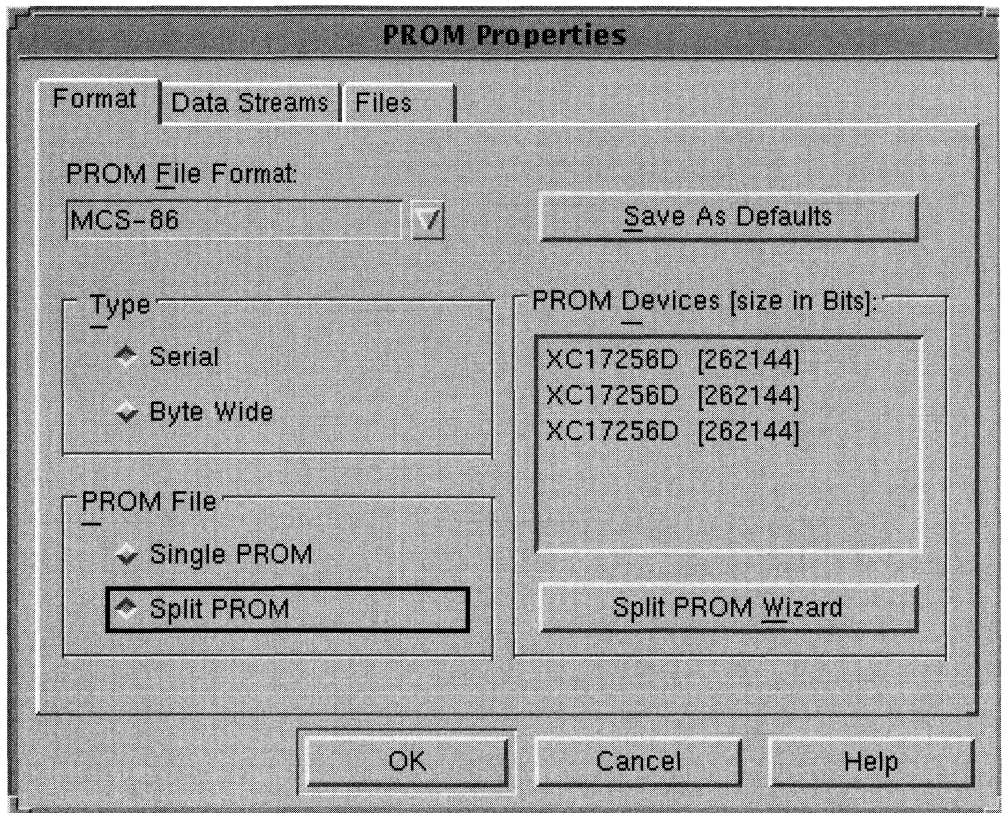 PROM Properties
Format
Data Streams
Files
PROM File Format:
MCS-86
Save As Defaults
Type
Serial
Byte Wide
PROM Devices [size in Bits]:
XC17256D [262144]
XC17256D [262144]
XC17256D [262144]
PROM File
Single PROM
Split PROM
Split PROM Wizard
OK
Cancel
Help